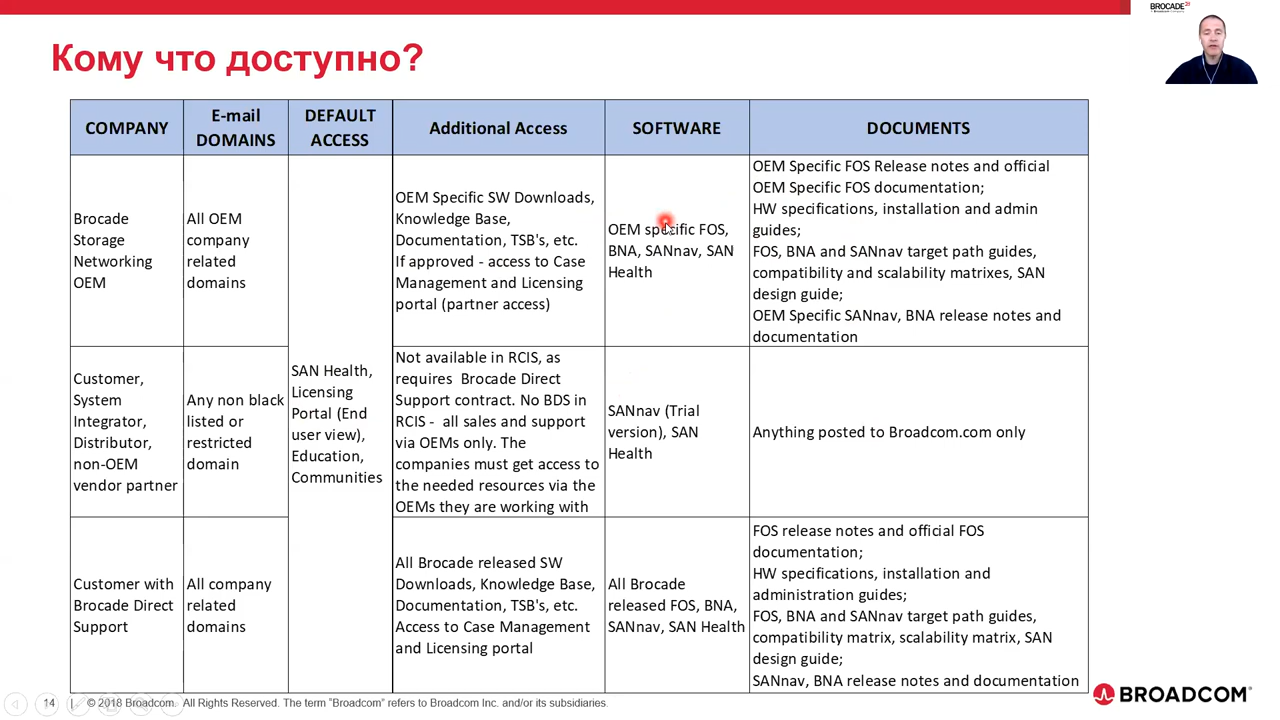 BROCADE
Кому что доступно?
COMPANY
E-mail
DOMAINS
DEFAULT
ACCESS
Additional Access
SOFTWARE
DOCUMENTS
Brocade
Storage
Networking
OEM
All OEM
company
related
domains
SAN Health,
Licensing
Portal (End
user view),
Education,
Communities
OEM Specific SW Downloads,
Knowledge Base,
Documentation, TSB's, etc.
If approved - access to Case
Management and Licensing
portal (partner access)
OEM specific FOS,
BNA, SANnav, SAN
Health
OEM Specific FOS Release notes and official
OEM Specific FOS documentation;
HW specifications, installation and admin
guides;
FOS, BNA and SANnav target path guides,
compatibility and scalability matrixes, SAN
design guide;
OEM Specific SANnav, BNA release notes and
documentation
Customer,
System
Integrator,
Distributor,
non-OEM
vendor partner
Any non black
listed or
restricted
domain
Not available in RCIS, as
requires Brocade Direct
Support contract. No BDS in
RCIS - all sales and support
via OEMs only. The
companies must get access to
the needed resources via the
OEMs they are working with
SANnav (Trial
version), SAN
Health
Anything posted to Broadcom.com only
Customer with
Brocade Direct
Support
All company
related
domains
All Brocade released SW
Downloads, Knowledge Base,
Documentation, TSB's, etc.
Access to Case Management
and Licensing portal
All Brocade
released FOS, BNA,
SANnav, SAN Health
FOS release notes and official FOS
documentation;
HW specifications, installation and
administration guides;
FOS, BNA and SANnav target path guides,
compatibility matrix, scalability matrix, SAN
design guide;
SANnav, BNA release notes and documentation
14 | © 2018 Broadcom. All Rights Reserved. The term "Broadcom" refers to Broadcom Inc. and/or its subsidiaries.
BROADCOM